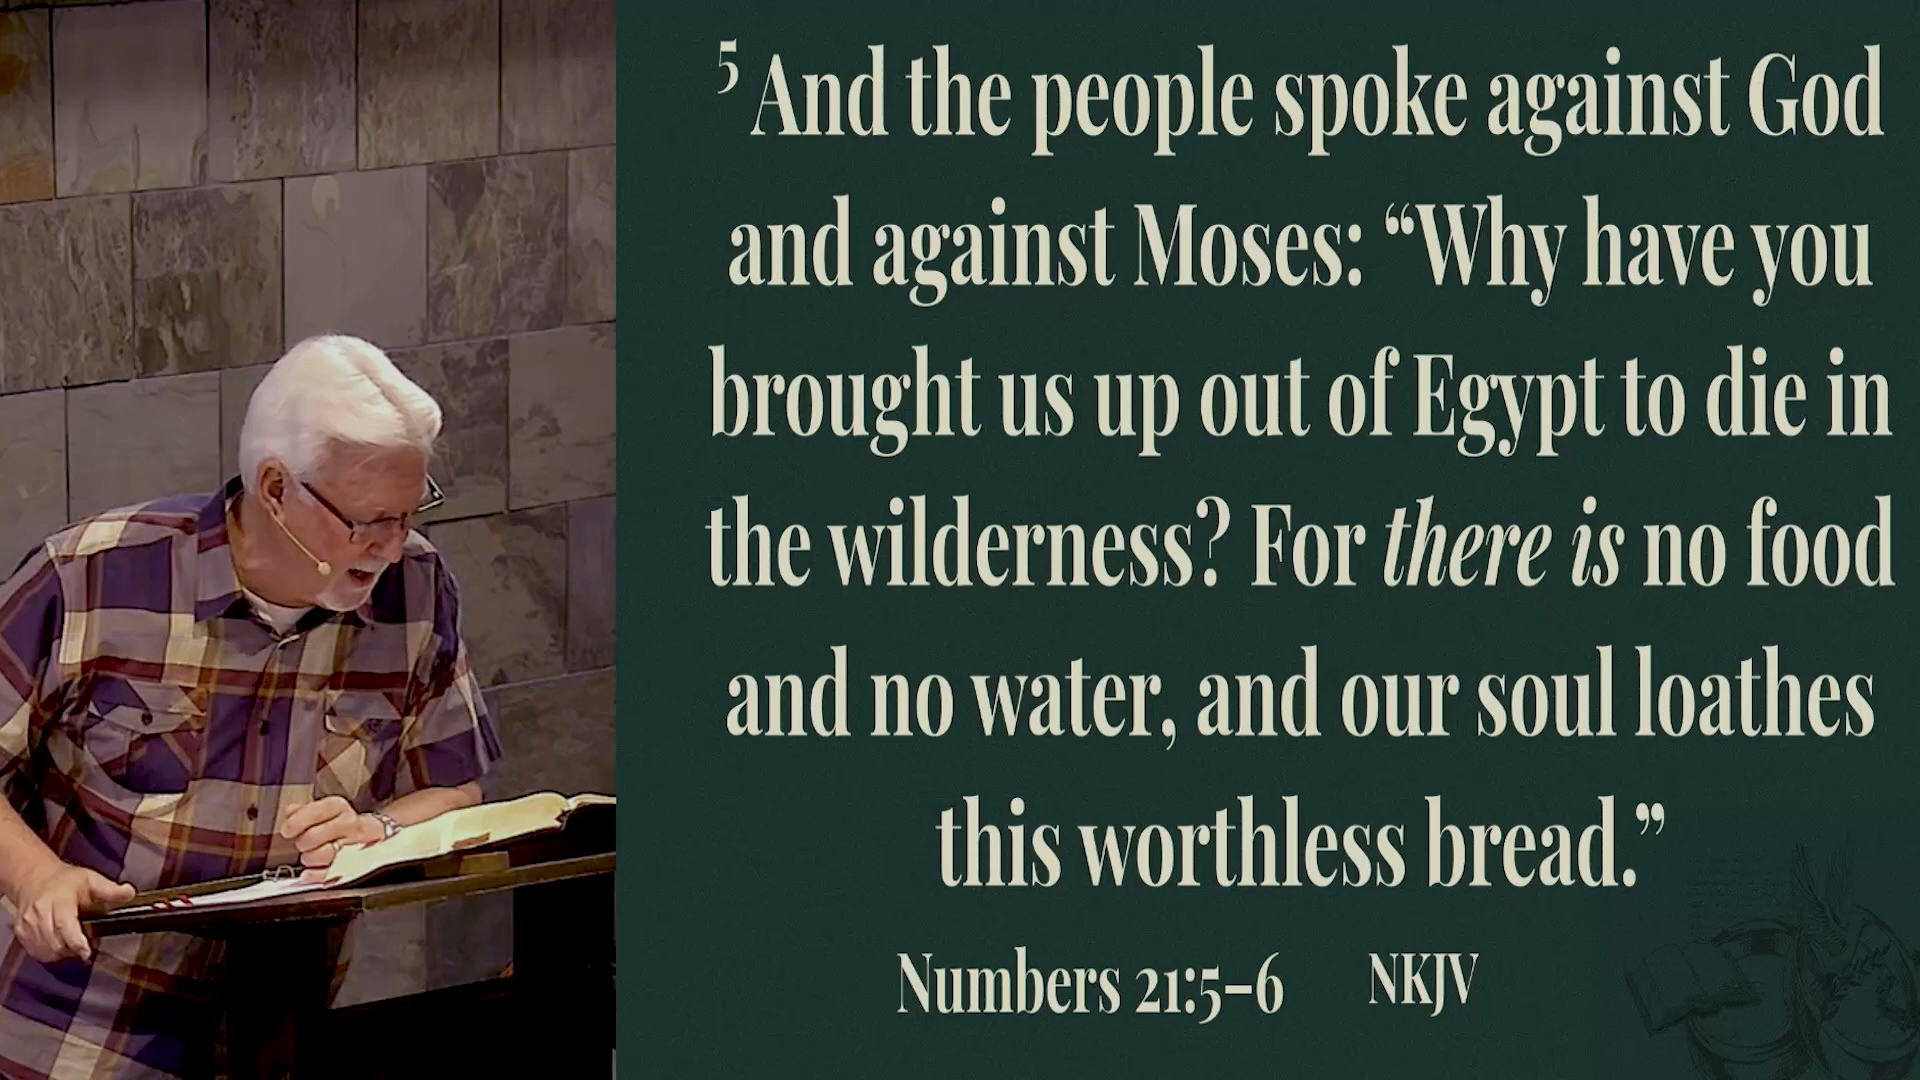 5 And the people spoke against God
and against Moses: “Why have you
brought us up out of Egypt to die in
the wilderness? For there is no food
and no water, and our soul loathes
this worthless bread.”
Numbers 21:5–6 NKJV